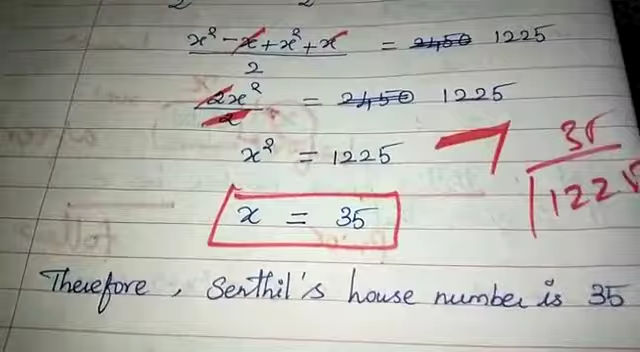 x² - x + x² + x / 2 = 2450 1225
2x² / 2 = 2450 1225
x² = 1225
35
1225
x = 35
Therefore, Senthil's house number is 35